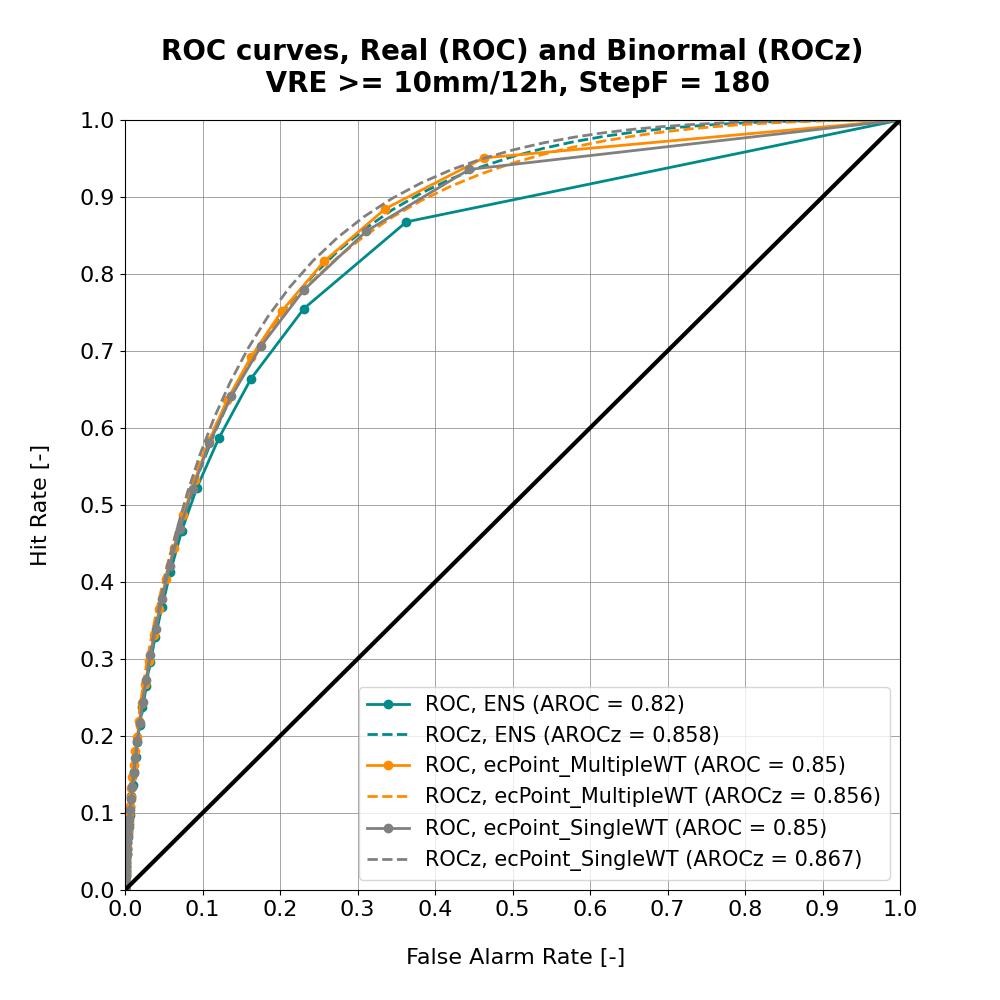 ROC curves, Real (ROC) and Binormal (ROCz)
VRE >= 10mm/12h, StepF = 180
1.0
0.9
0.8
0.7
0.6
0.5
0.4
0.3
0.2
0.1
0.0
Hit Rate [-]
ROC, ENS (AROC = 0.82)
ROCz, ENS (AROCz = 0.858)
ROC, ecPoint_MultipleWT (AROC = 0.85)
ROCz, ecPoint_MultipleWT (AROCz = 0.856)
ROC, ecPoint_SingleWT (AROC = 0.85)
ROCz, ecPoint_SingleWT (AROCz = 0.867)
0.0 0.1 0.2 0.3 0.4 0.5 0.6 0.7 0.8 0.9 1.0
False Alarm Rate [-]